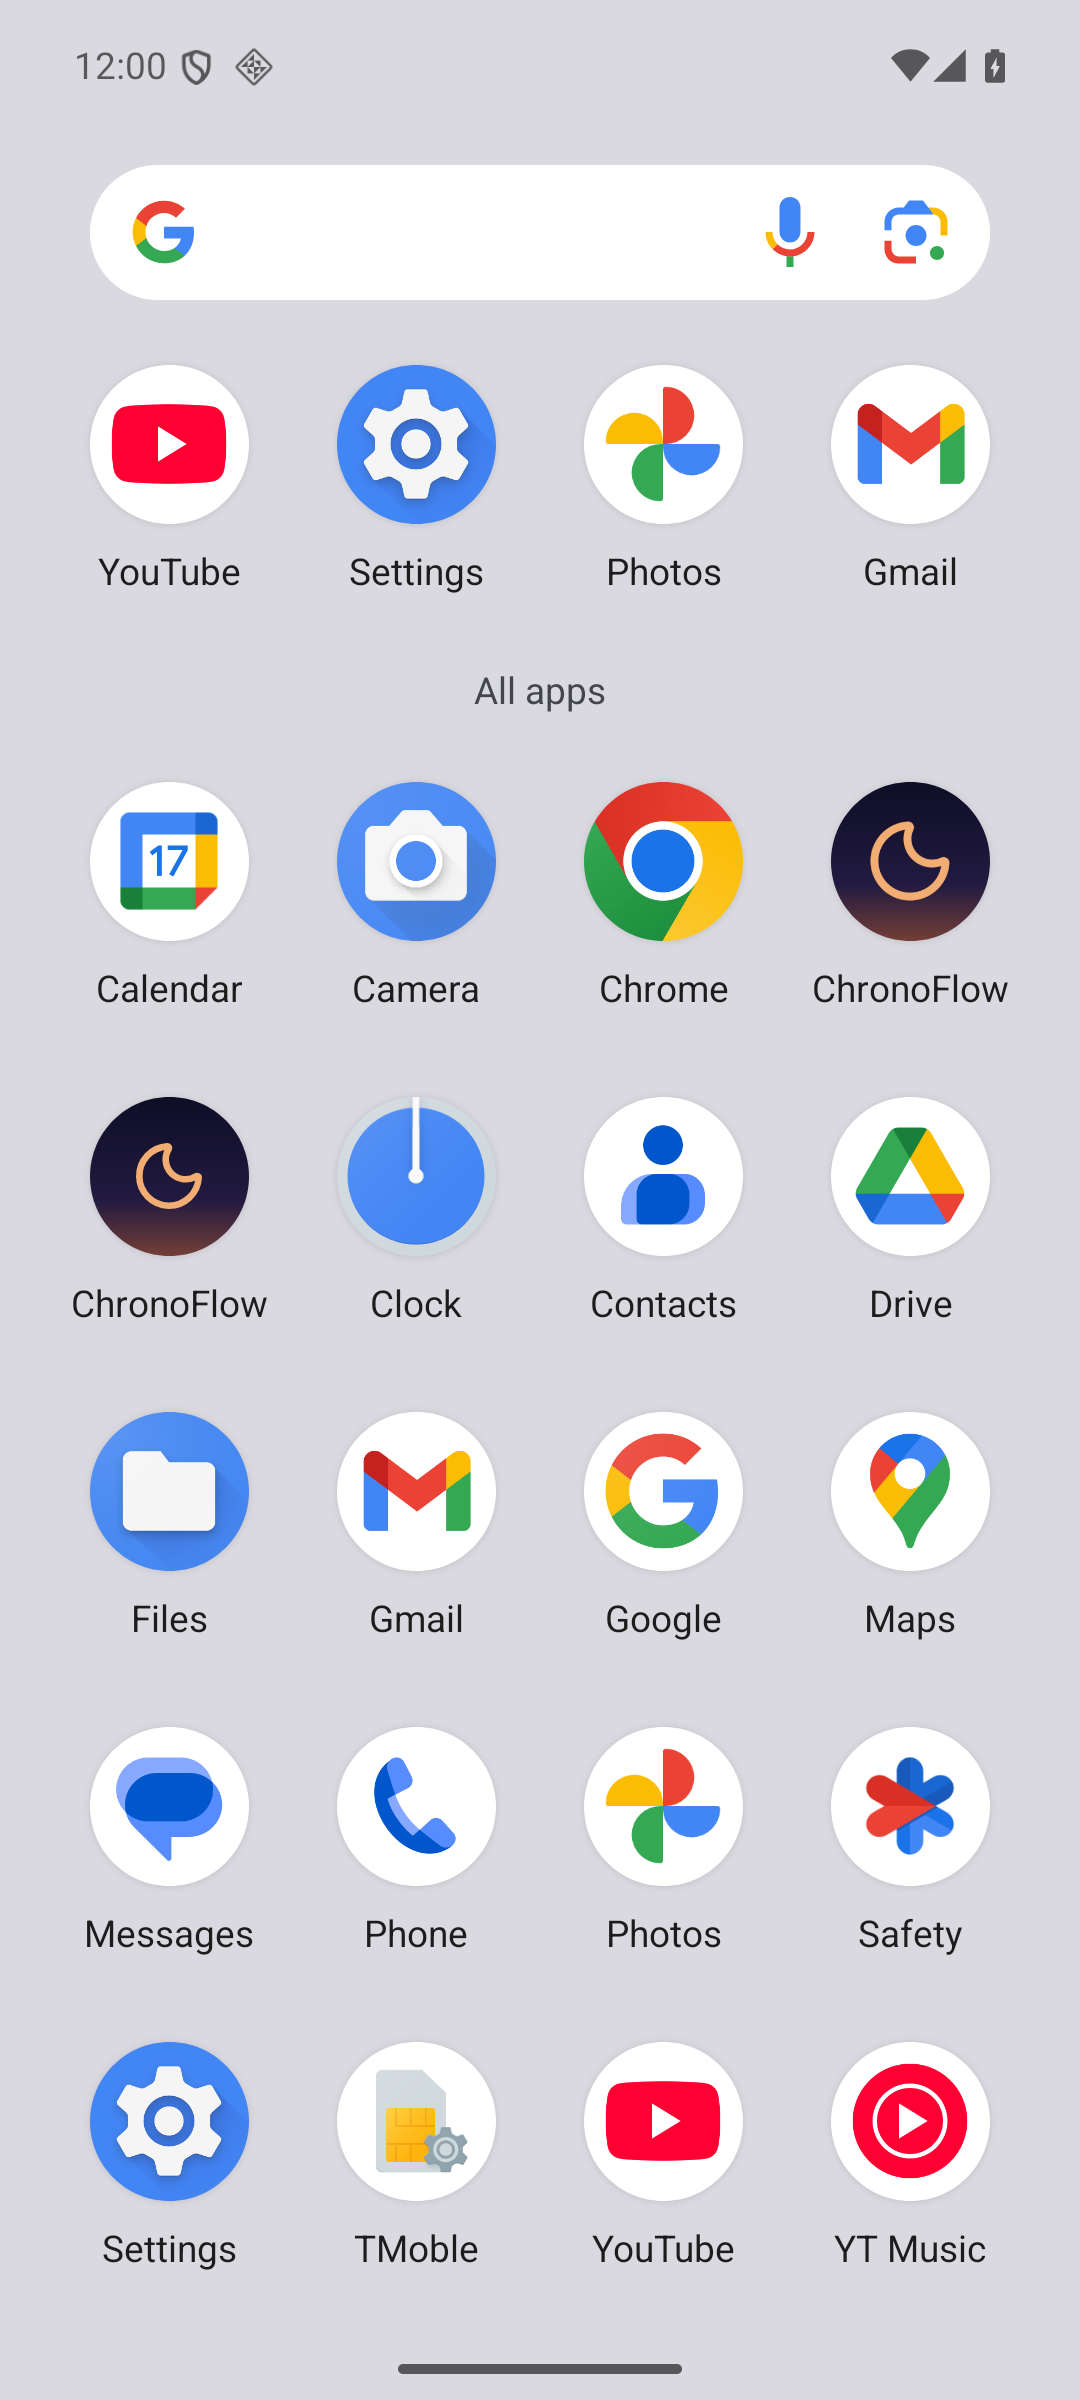 12:00
YouTube Settings Photos Gmail
All apps
17
Calendar Camera Chrome ChronoFlow
ChronoFlow Clock Contacts Drive
Files Gmail Google Maps
Messages Phone Photos Safety
Settings TMoble YouTube YT Music